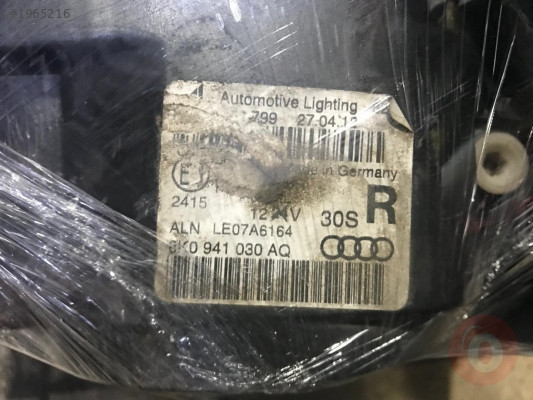 #1965216
Automotive Lighting
799 27.04.12
in Germany
E1
2415
12 V 30S R
ALN LE07A6164
8K0 941 030 AQ